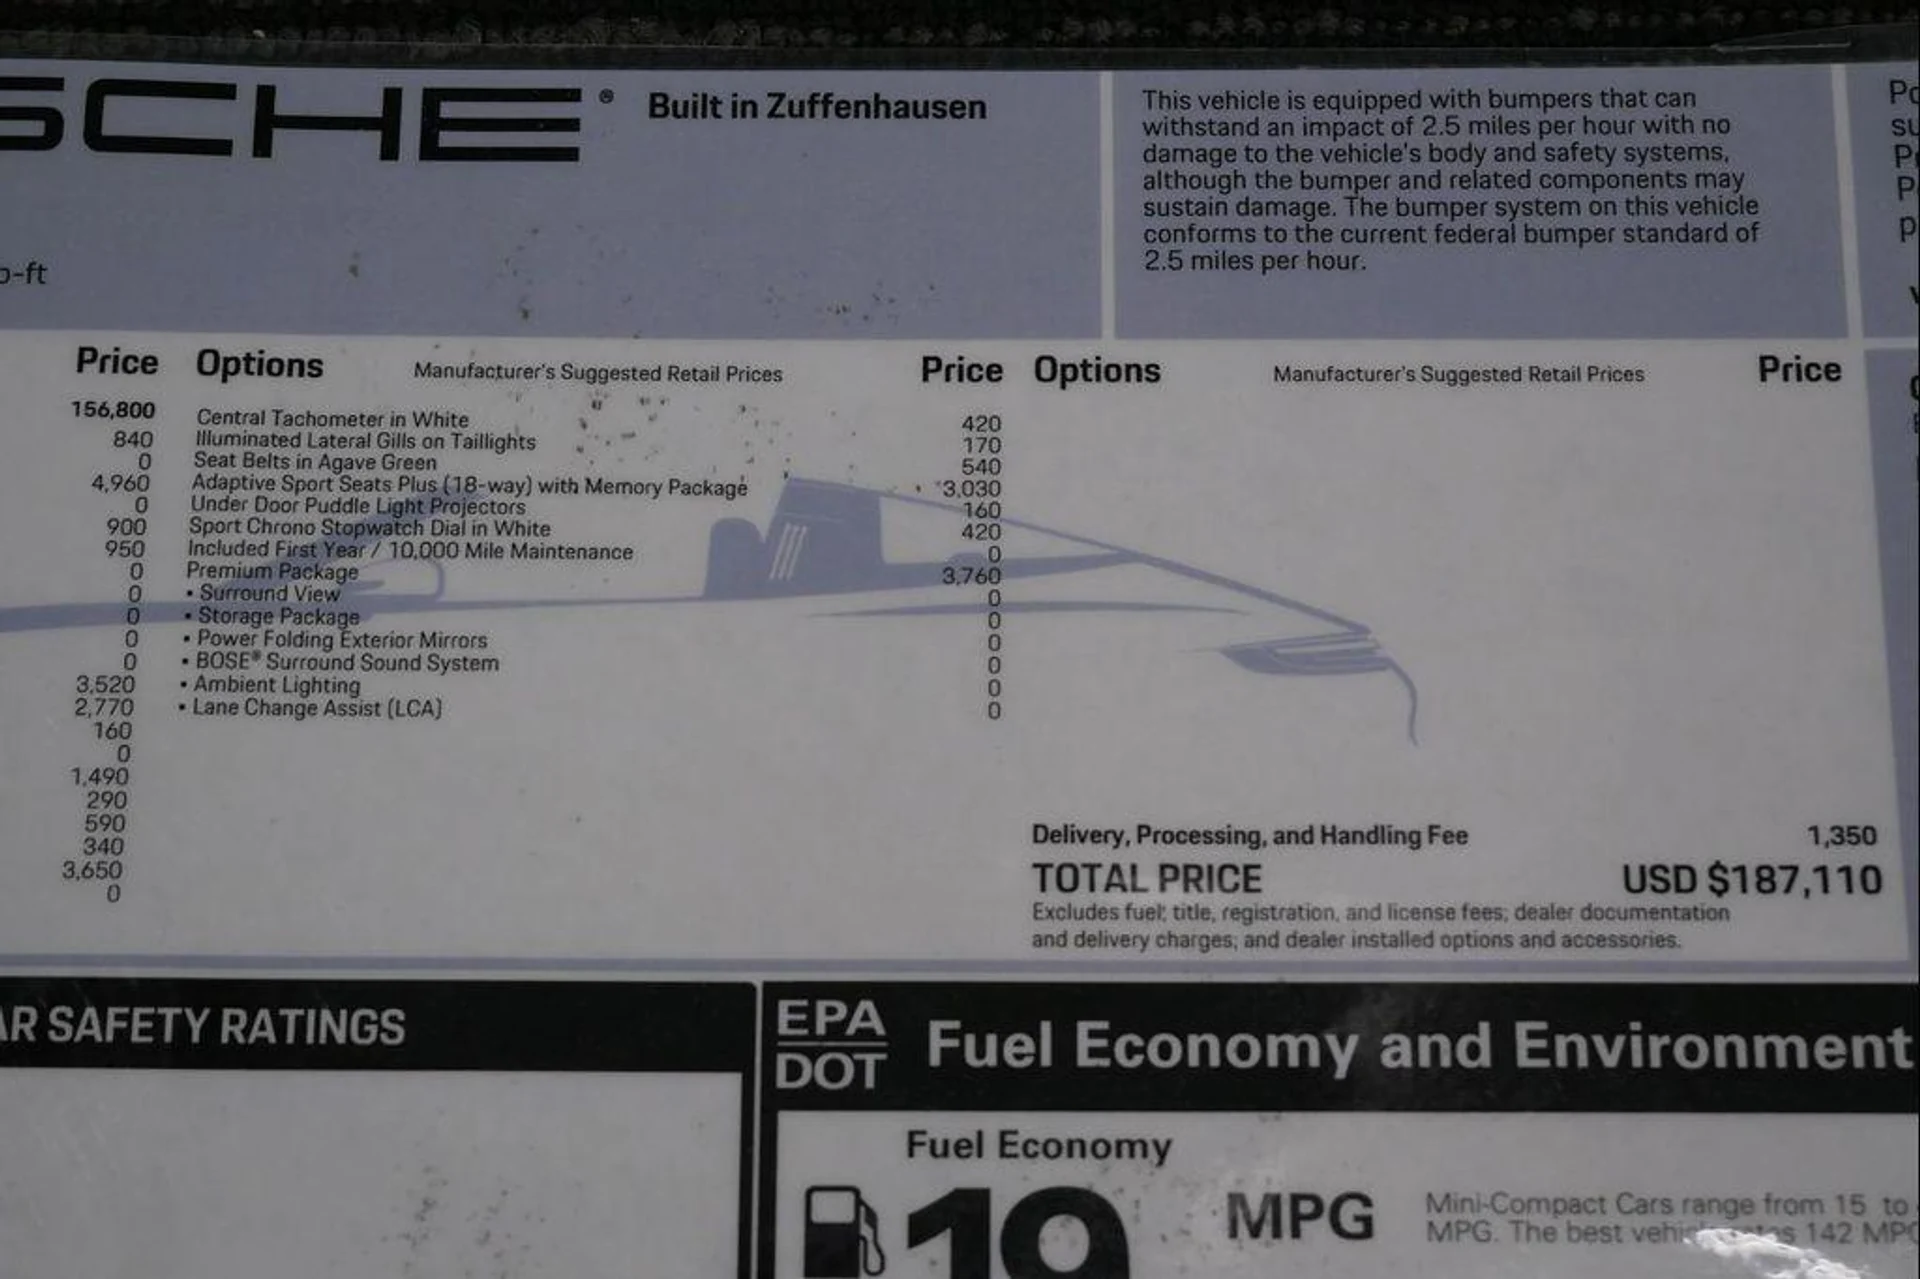 SCHE®
Built in Zuffenhausen
This vehicle is equipped with bumpers that can
withstand an impact of 2.5 miles per hour with no
damage to the vehicle's body and safety systems,
although the bumper and related components may
sustain damage. The bumper system on this vehicle
conforms to the current federal bumper standard of
2.5 miles per hour.
-ft
Price Options Manufacturer's Suggested Retail Prices Price Options Manufacturer's Suggested Retail Prices Price
156,800 Central Tachometer in White 420
840 Illuminated Lateral Gills on Taillights 170
0 Seat Belts in Agave Green 540
4,960 Adaptive Sport Seats Plus (18-way) with Memory Package 3,030
0 Under Door Puddle Light Projectors 160
900 Sport Chrono Stopwatch Dial in White 420
950 Included First Year / 10,000 Mile Maintenance 0
0 Premium Package 3,760
0 • Surround View 0
0 • Storage Package 0
0 • Power Folding Exterior Mirrors 0
0 • BOSE® Surround Sound System 0
3,520 • Ambient Lighting 0
2,770 • Lane Change Assist (LCA) 0
160
0
1,490
290
590
340
3,650
0
Delivery, Processing, and Handling Fee 1,350
TOTAL PRICE USD $187,110
Excludes fuel; title, registration, and license fees; dealer documentation
and delivery charges; and dealer installed options and accessories.
AR SAFETY RATINGS
EPA
DOT
Fuel Economy and Environment
Fuel Economy
19 MPG
Mini-Compact Cars range from 15 to
MPG. The best 142